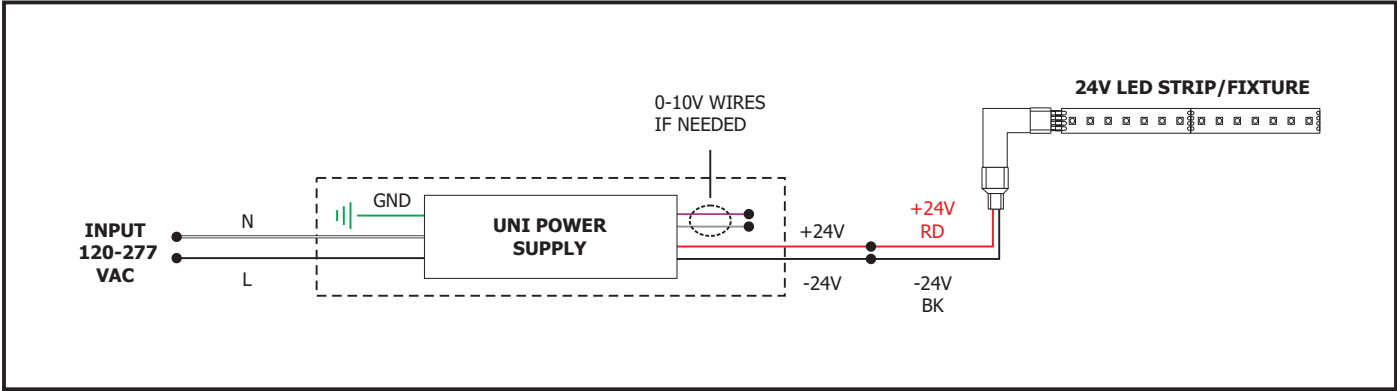 24V LED STRIP/FIXTURE
0-10V WIRES
IF NEEDED
GND
N
INPUT
120-277
VAC
L
UNI POWER
SUPPLY
+24V
-24V
+24V
RD
-24V
BK